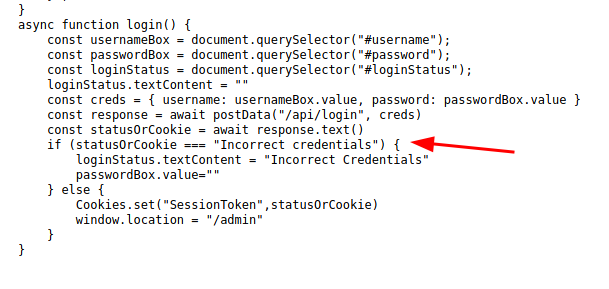 }
async function login() {
    const usernameBox = document.querySelector("#username");
    const passwordBox = document.querySelector("#password");
    const loginStatus = document.querySelector("#loginStatus");
    loginStatus.textContent = ""
    const creds = { username: usernameBox.value, password: passwordBox.value }
    const response = await postData("/api/login", creds)
    const statusOrCookie = await response.text()
    if (statusOrCookie === "Incorrect credentials") {
        loginStatus.textContent = "Incorrect Credentials"
        passwordBox.value=""
    } else {
        Cookies.set("SessionToken",statusOrCookie)
        window.location = "/admin"
    }
}